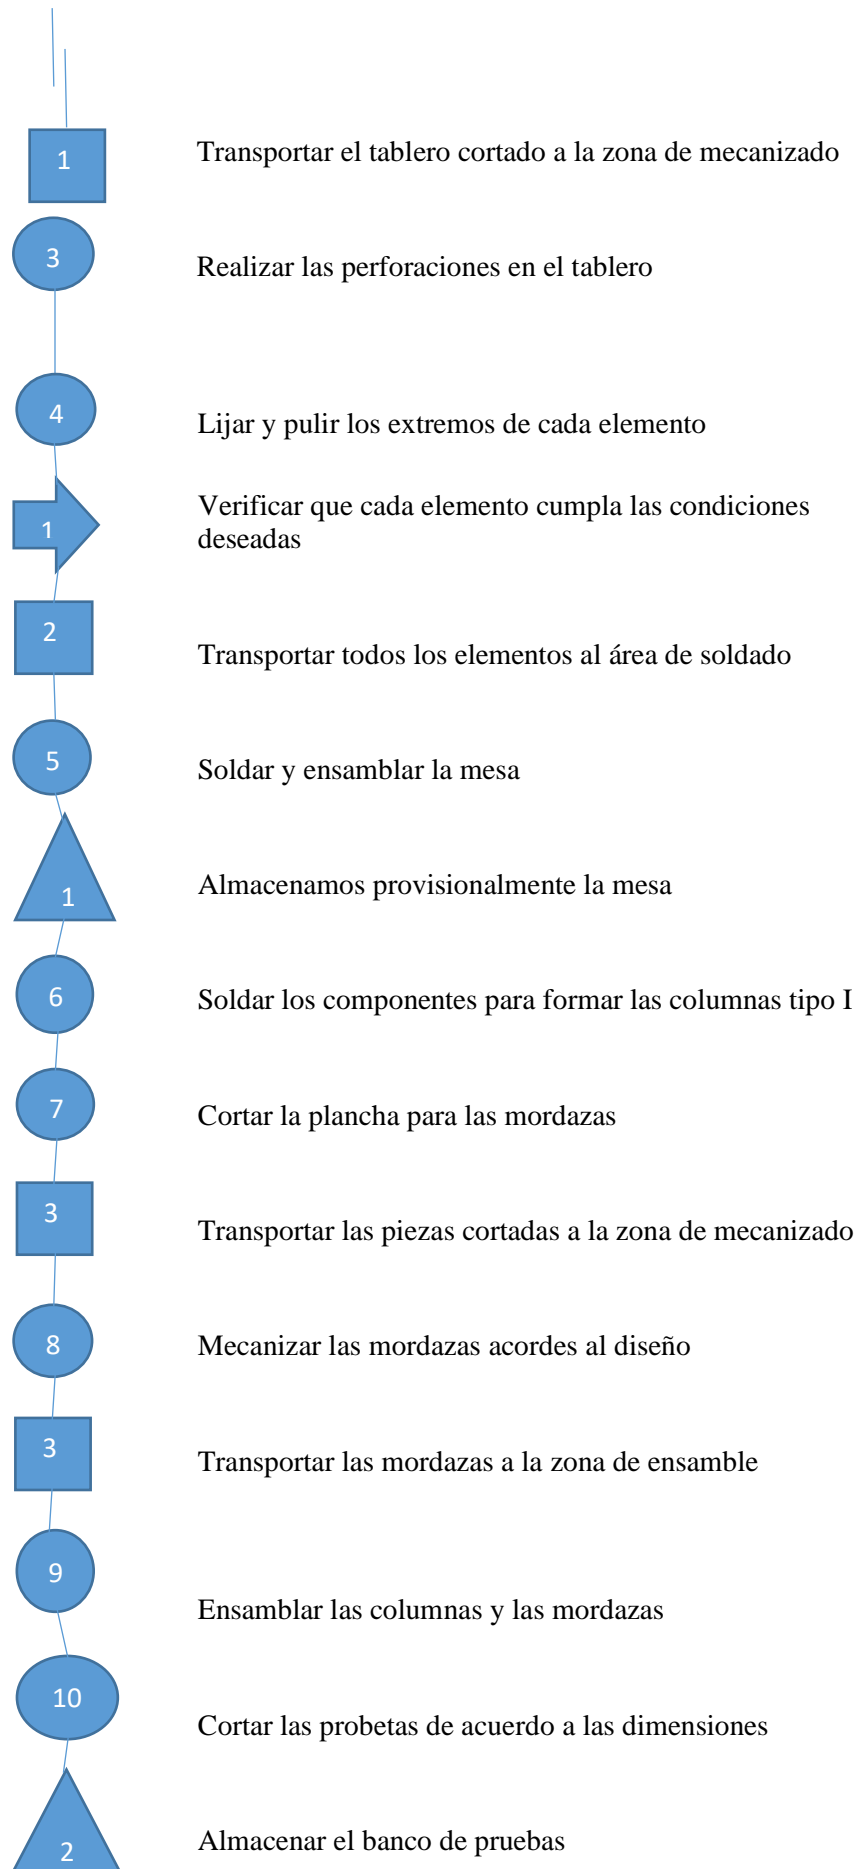 1
Transportar el tablero cortado a la zona de mecanizado
3
Realizar las perforaciones en el tablero
4
Lijar y pulir los extremos de cada elemento
1
Verificar que cada elemento cumpla las condiciones
deseadas
2
Transportar todos los elementos al área de soldado
5
Soldar y ensamblar la mesa
1
Almacenamos provisionalmente la mesa
6
Soldar los componentes para formar las columnas tipo I
7
Cortar la plancha para las mordazas
3
Transportar las piezas cortadas a la zona de mecanizado
8
Mecanizar las mordazas acordes al diseño
3
Transportar las mordazas a la zona de ensamble
9
Ensamblar las columnas y las mordazas
10
Cortar las probetas de acuerdo a las dimensiones
2
Almacenar el banco de pruebas